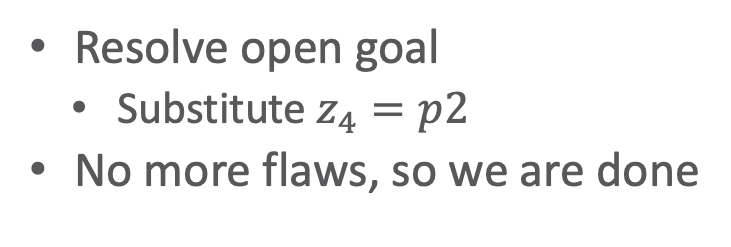 • Resolve open goal
• Substitute z₄ = p2
• No more flaws, so we are done